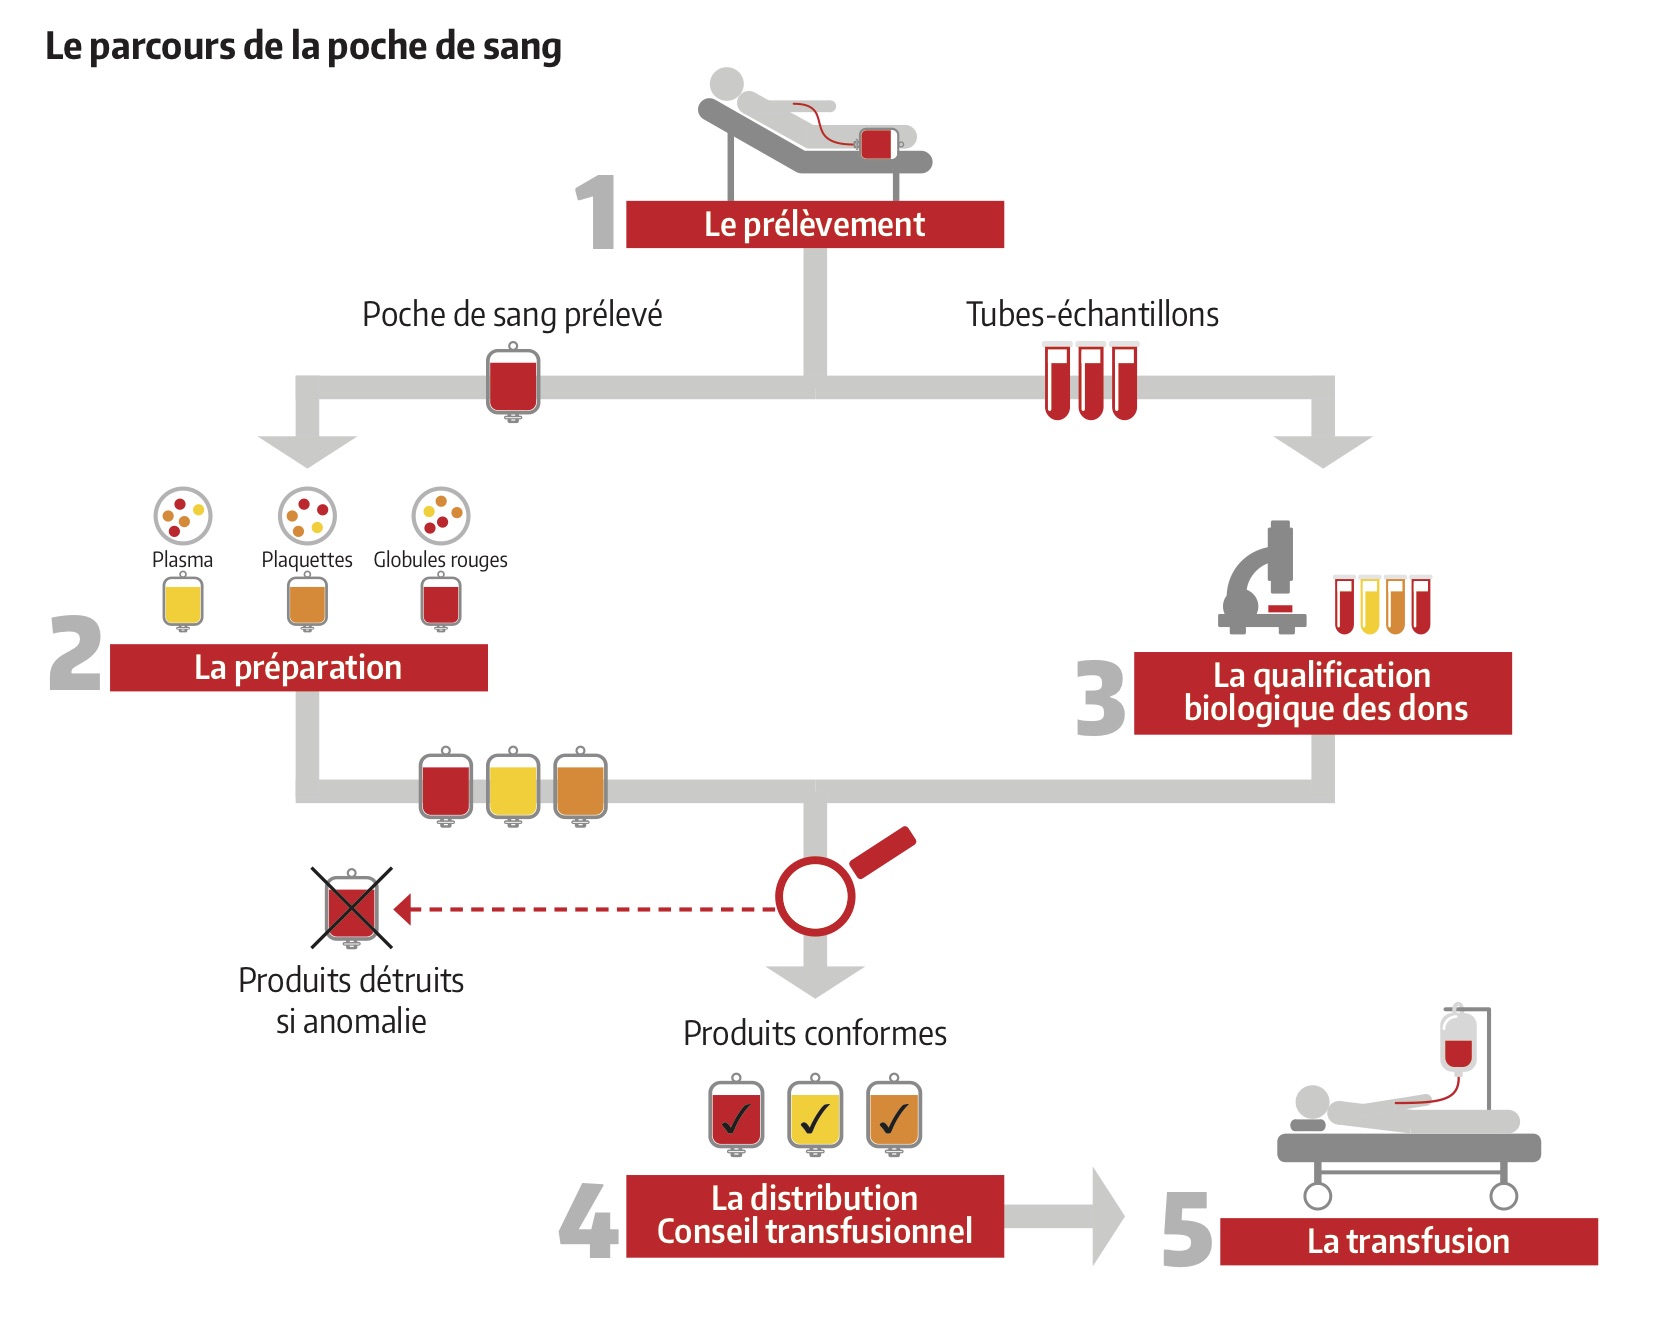 Le parcours de la poche de sang
1
Le prélèvement
Poche de sang prélevé
Tubes-échantillons
Plasma
Plaquettes
Globules rouges
2
La préparation
3
La qualification
biologique des dons
Produits détruits
si anomalie
Produits conformes
4
La distribution
Conseil transfusionnel
5
La transfusion